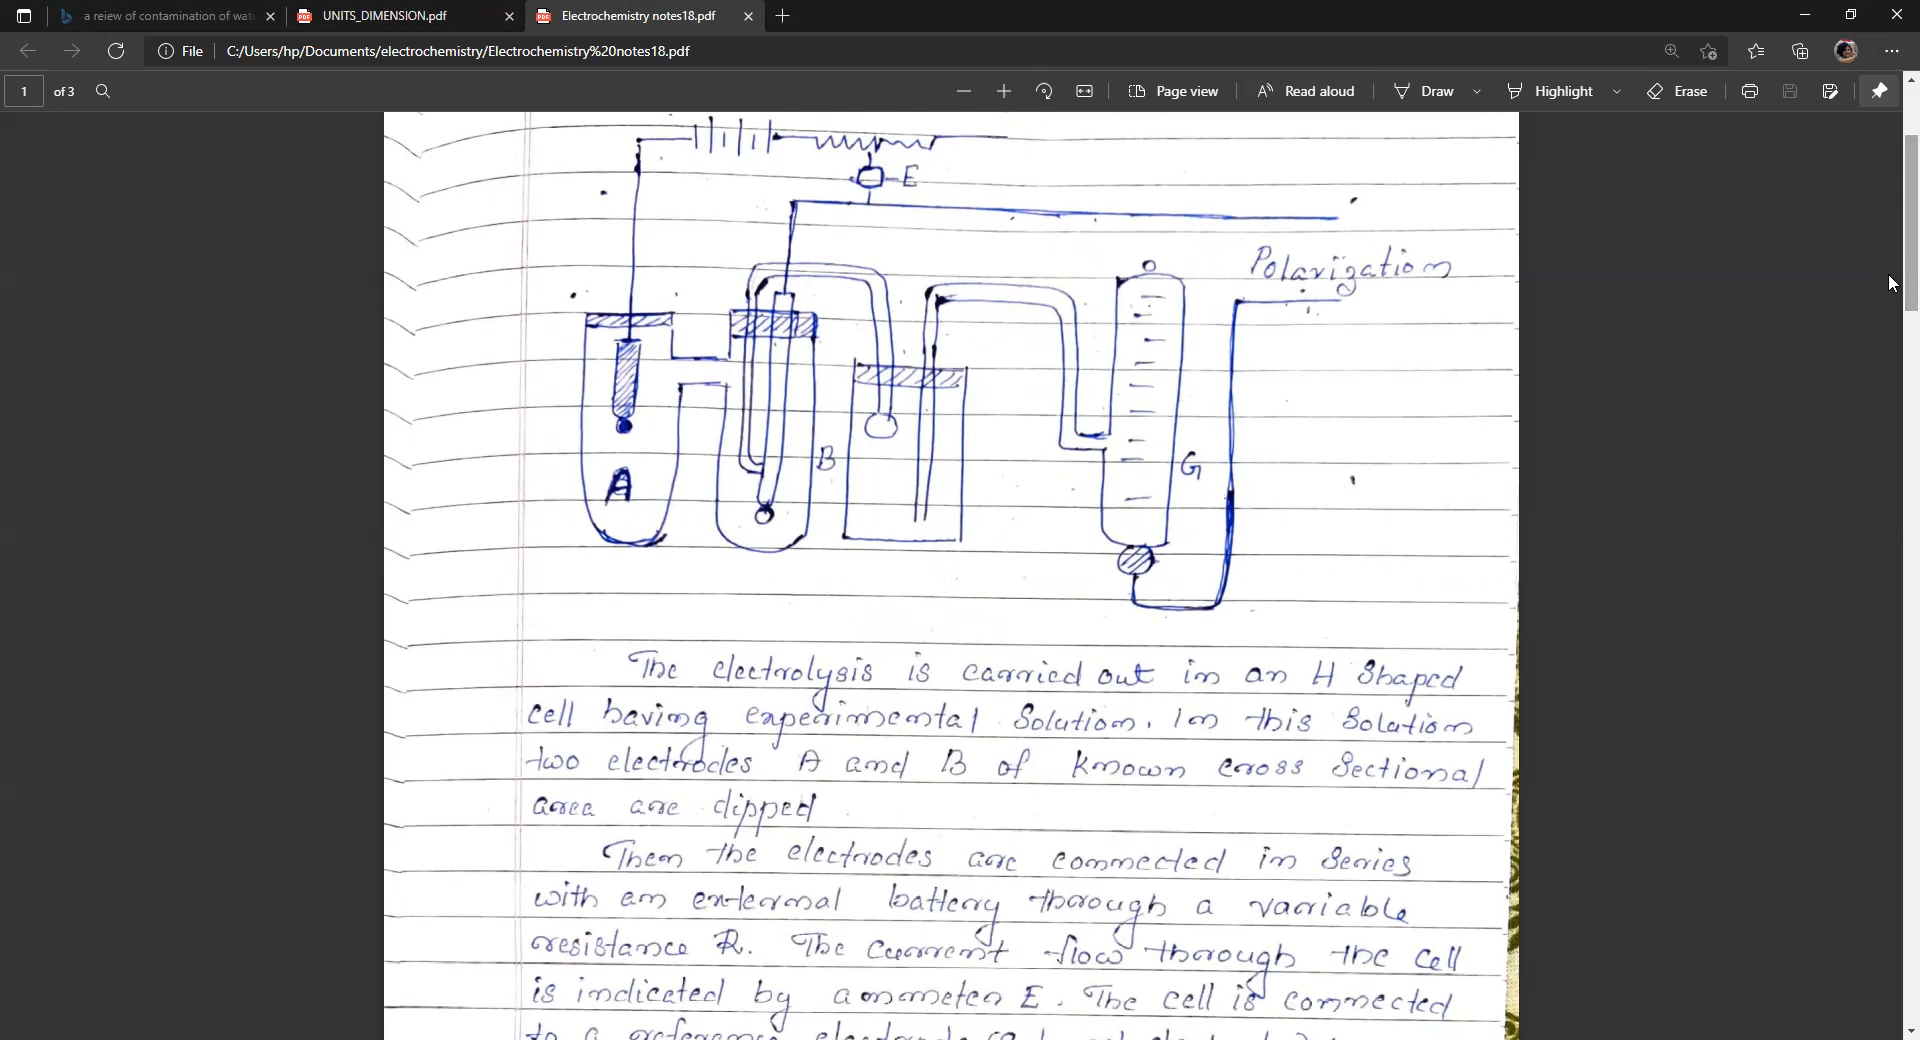 a reiew of contamination of wat
UNITS_DIMENSION.pdf
Electrochemistry notes18.pdf
File
C:/Users/hp/Documents/electrochemistry/Electrochemistry%20notes18.pdf
1 of 3
Page view
Read aloud
Draw
Highlight
Erase
E
Polarization
A
B
G
The electrolysis is carried out in an H Shaped
cell having experimental Solution. In this Solution
two electrodes A and B of known cross Sectional
area are dipped
Then the electrodes are connected in Series
with an external battery through a variable
resistance R. The current flow through the cell
is indicated by ammeter E. The cell is connected
to a reference electrode